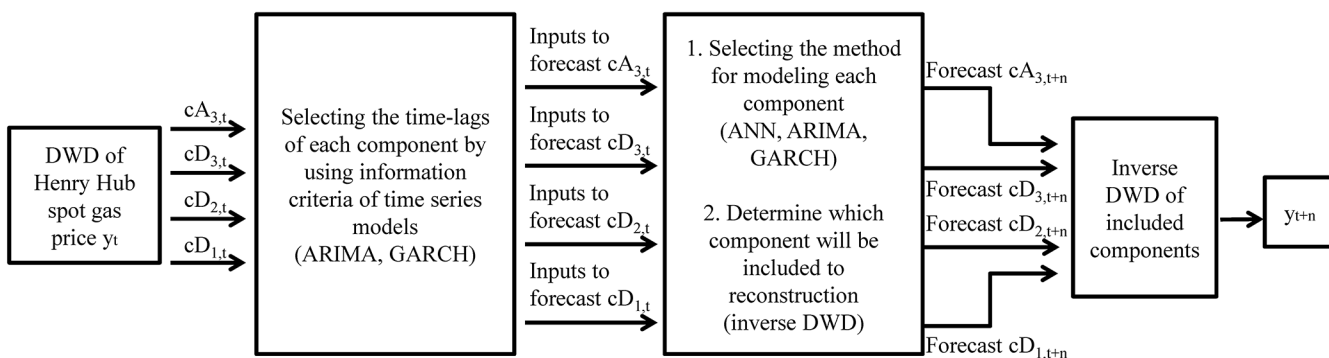 DWD of
Henry Hub
spot gas
price yt
cA3,t
cD3,t
cD2,t
cD1,t
Selecting the time-lags
of each component by
using information
criteria of time series
models
(ARIMA, GARCH)
Inputs to
forecast cA3,t
Inputs to
forecast cD3,t
Inputs to
forecast cD2,t
Inputs to
forecast cD1,t
1. Selecting the method
for modeling each
component
(ANN, ARIMA,
GARCH)
2. Determine which
component will be
included to
reconstruction
(inverse DWD)
Forecast cA3,t+n
Forecast cD3,t+n
Forecast cD2,t+n
Forecast cD1,t+n
Inverse
DWD of
included
components
yt+n